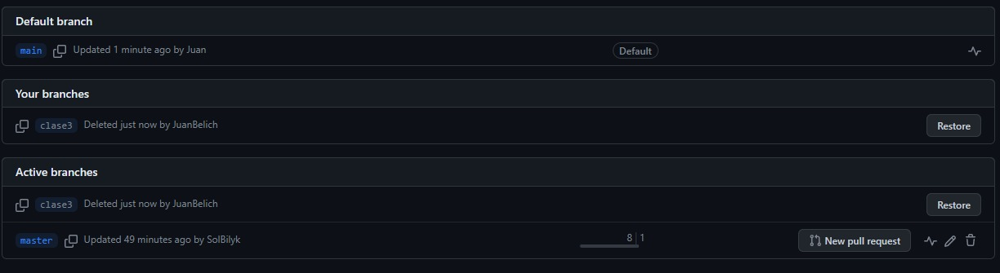 Default branch
main Updated 1 minute ago by Juan Default
Your branches
clase3 Deleted just now by JuanBelich Restore
Active branches
clase3 Deleted just now by JuanBelich Restore
master Updated 49 minutes ago by SolBilyk 8 1 New pull request